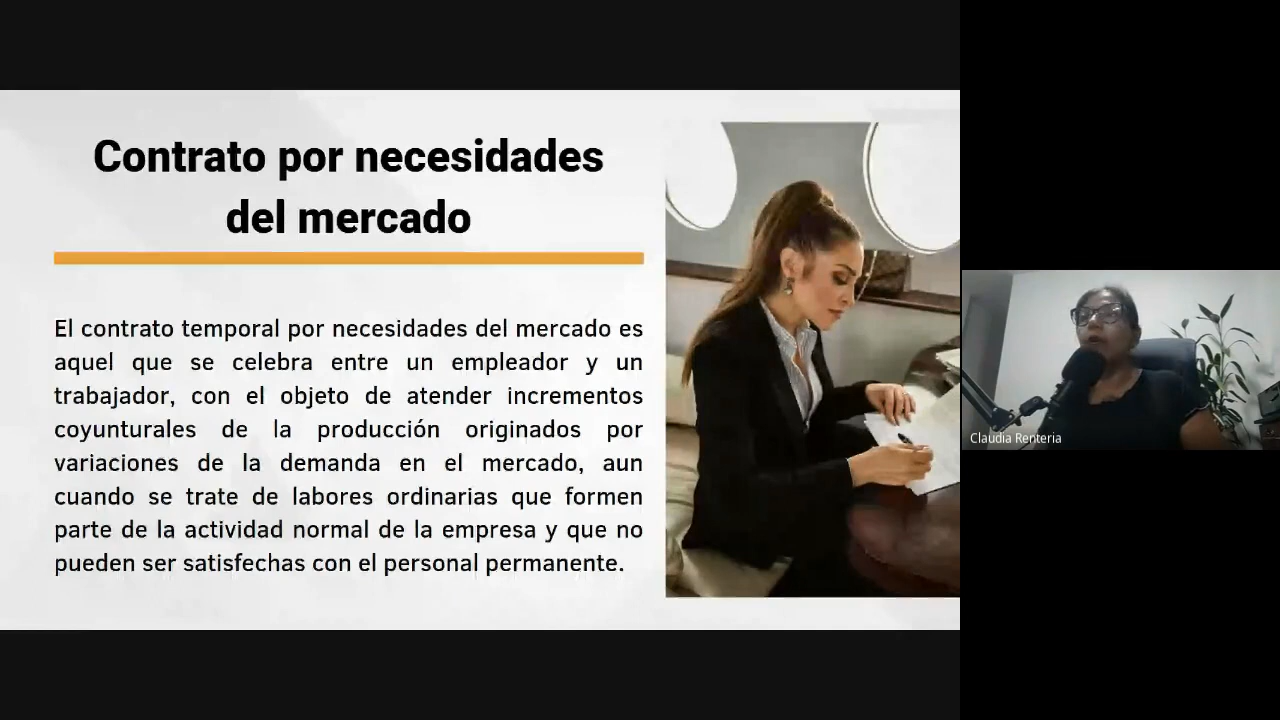 Contrato por necesidades
del mercado
El contrato temporal por necesidades del mercado es
aquel que se celebra entre un empleador y un
trabajador, con el objeto de atender incrementos
coyunturales de la producción originados por
variaciones de la demanda en el mercado, aun
cuando se trate de labores ordinarias que formen
parte de la actividad normal de la empresa y que no
pueden ser satisfechas con el personal permanente.
Claudia Renteria